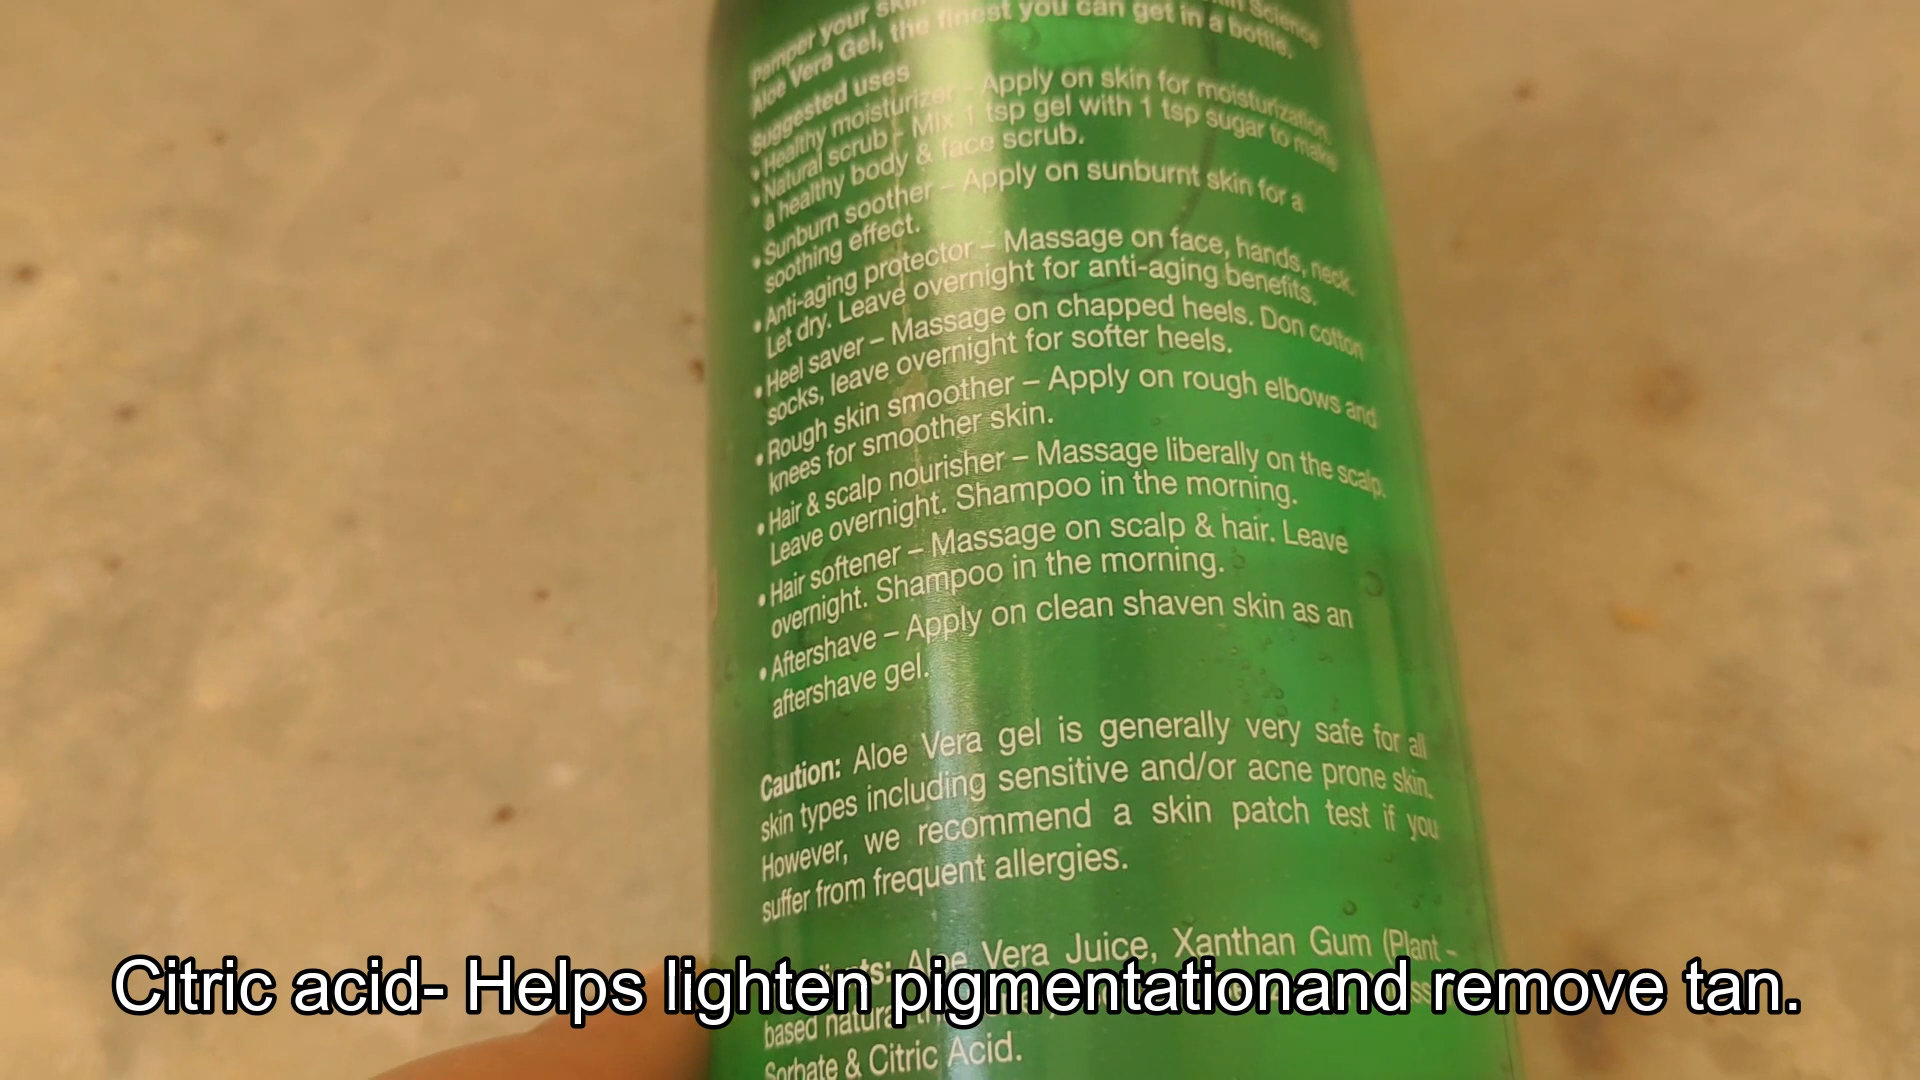 Pamper your skin Science
Aloe Vera Gel, the finest you can get in a bottle.
Suggested uses
• Healthy moisturizer – Apply on skin for moisturization.
• Natural scrub - Mix 1 tsp gel with 1 tsp sugar to make
a healthy body & face scrub.
• Sunburn soother – Apply on sunburnt skin for a
soothing effect.
• Anti-aging protector – Massage on face, hands, neck.
Let dry. Leave overnight for anti-aging benefits.
• Heel saver – Massage on chapped heels. Don cotton
socks, leave overnight for softer heels.
• Rough skin smoother – Apply on rough elbows and
knees for smoother skin.
• Hair & scalp nourisher – Massage liberally on the scalp.
Leave overnight. Shampoo in the morning.
• Hair softener – Massage on scalp & hair. Leave
overnight. Shampoo in the morning.
• Aftershave – Apply on clean shaven skin as an
aftershave gel.
Caution: Aloe Vera gel is generally very safe for all
skin types including sensitive and/or acne prone skin.
However, we recommend a skin patch test if you
suffer from frequent allergies.
Aloe Vera Juice, Xanthan Gum (Plant -
Citric acid- Helps lighten pigmentationand remove tan.
based natural
Sorbate & Citric Acid.